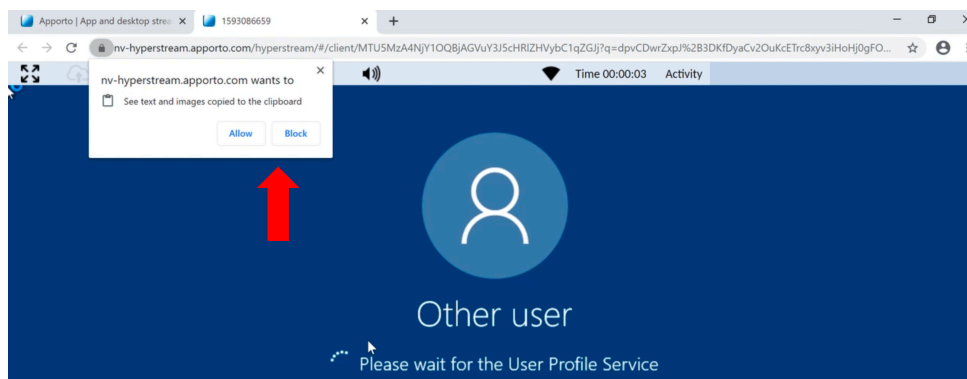 Apporto | App and desktop strea
1593086659
nv-hyperstream.apporto.com/hyperstream/#/client/MTU5MzA4NjY1OQBjAGVuY3J5cHRlZHVybC1qZGJj?q=dpvCDwrZxpJ%2B3DKfDyaCv2OuKcETrc8xyv3iHoHj0gFO...
Time 00:00:03 Activity
nv-hyperstream.apporto.com wants to
See text and images copied to the clipboard
Allow Block
Other user
Please wait for the User Profile Service